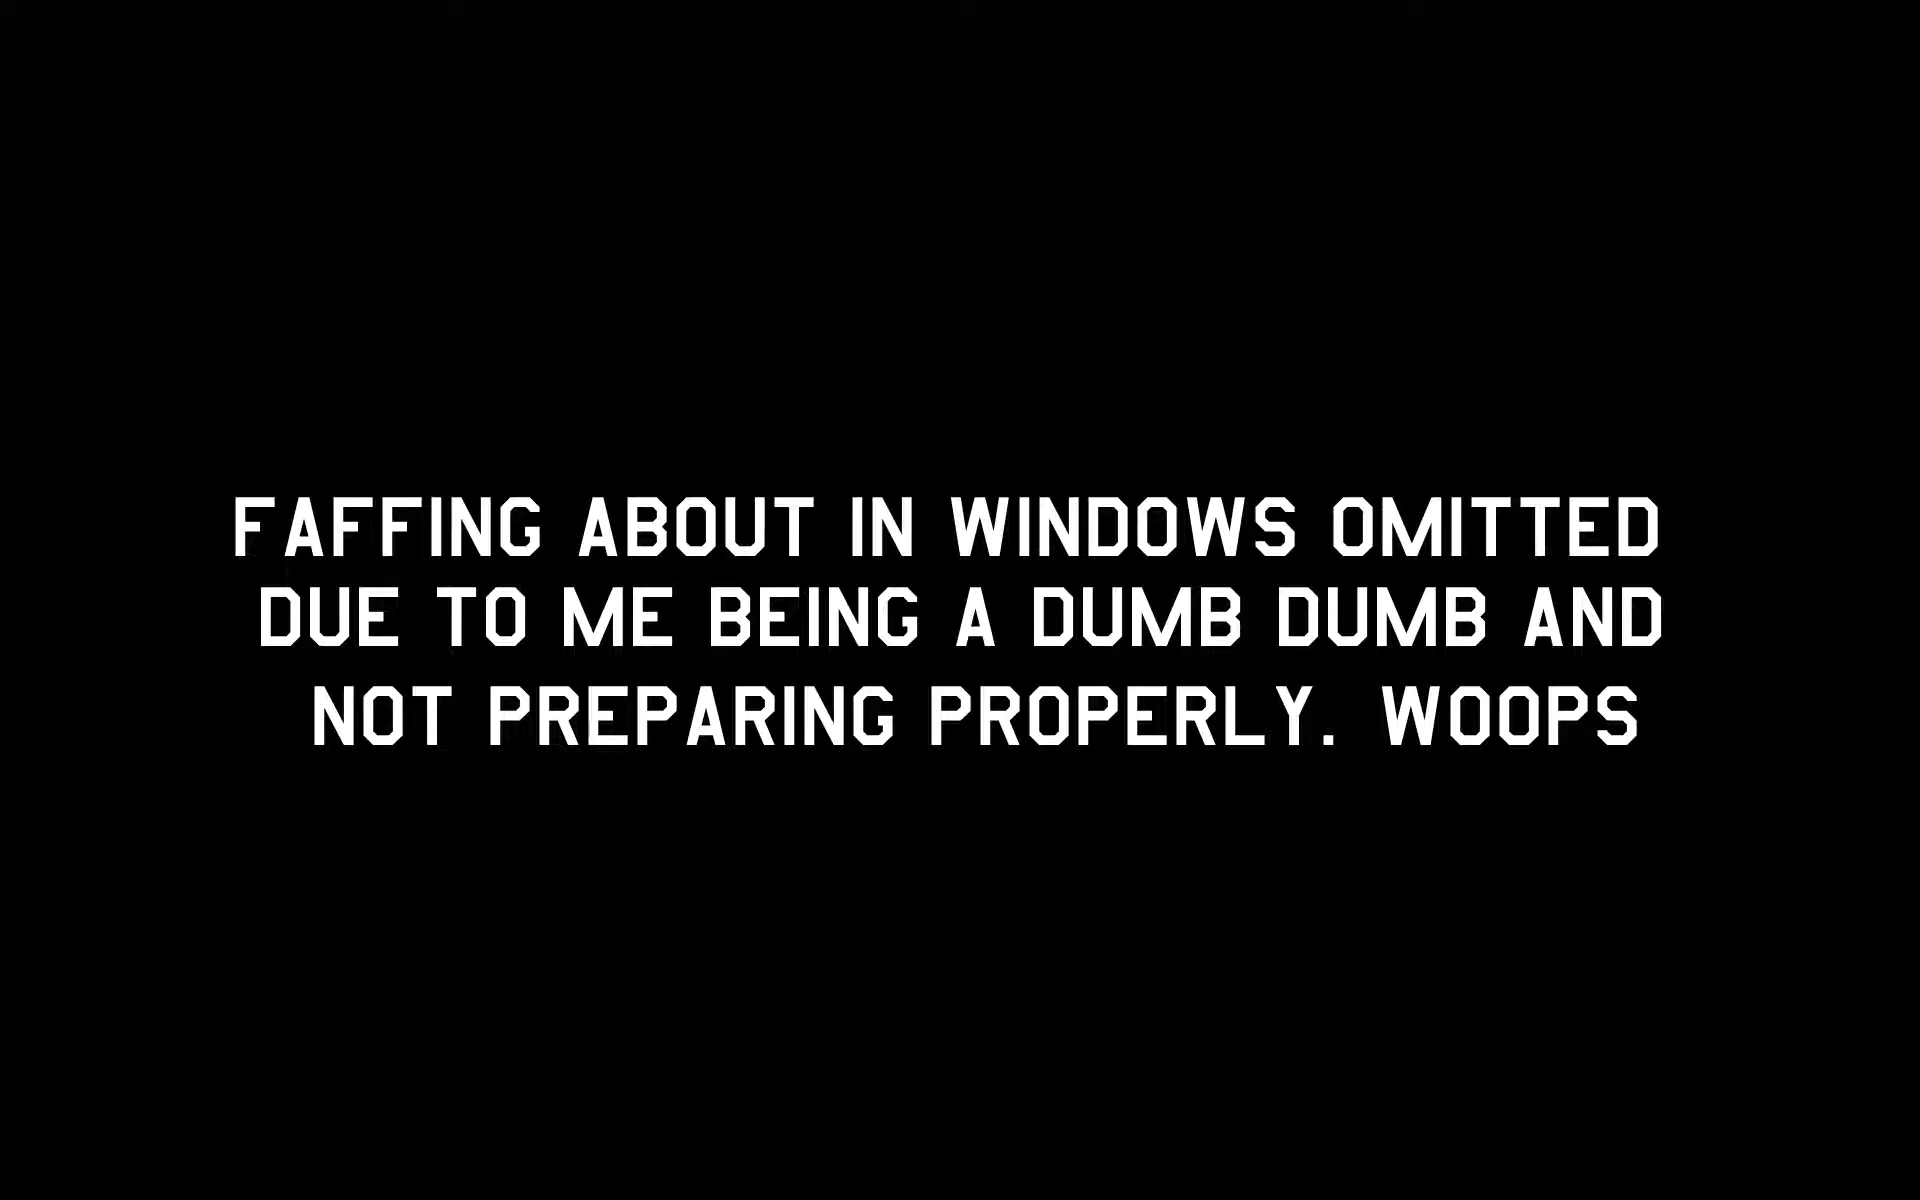 FAFFING ABOUT IN WINDOWS OMITTED
DUE TO ME BEING A DUMB DUMB AND
NOT PREPARING PROPERLY. WOOPS